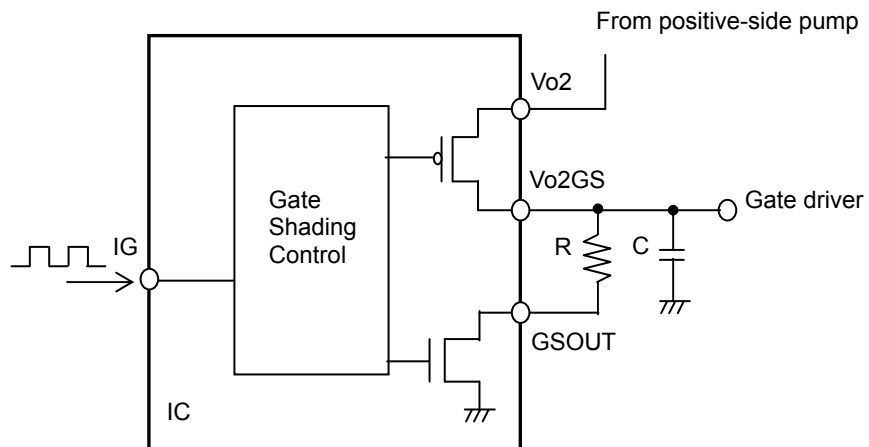 From positive-side pump
Vo2
Vo2GS
Gate driver
Gate
Shading
Control
R
C
IG
GSOUT
IC